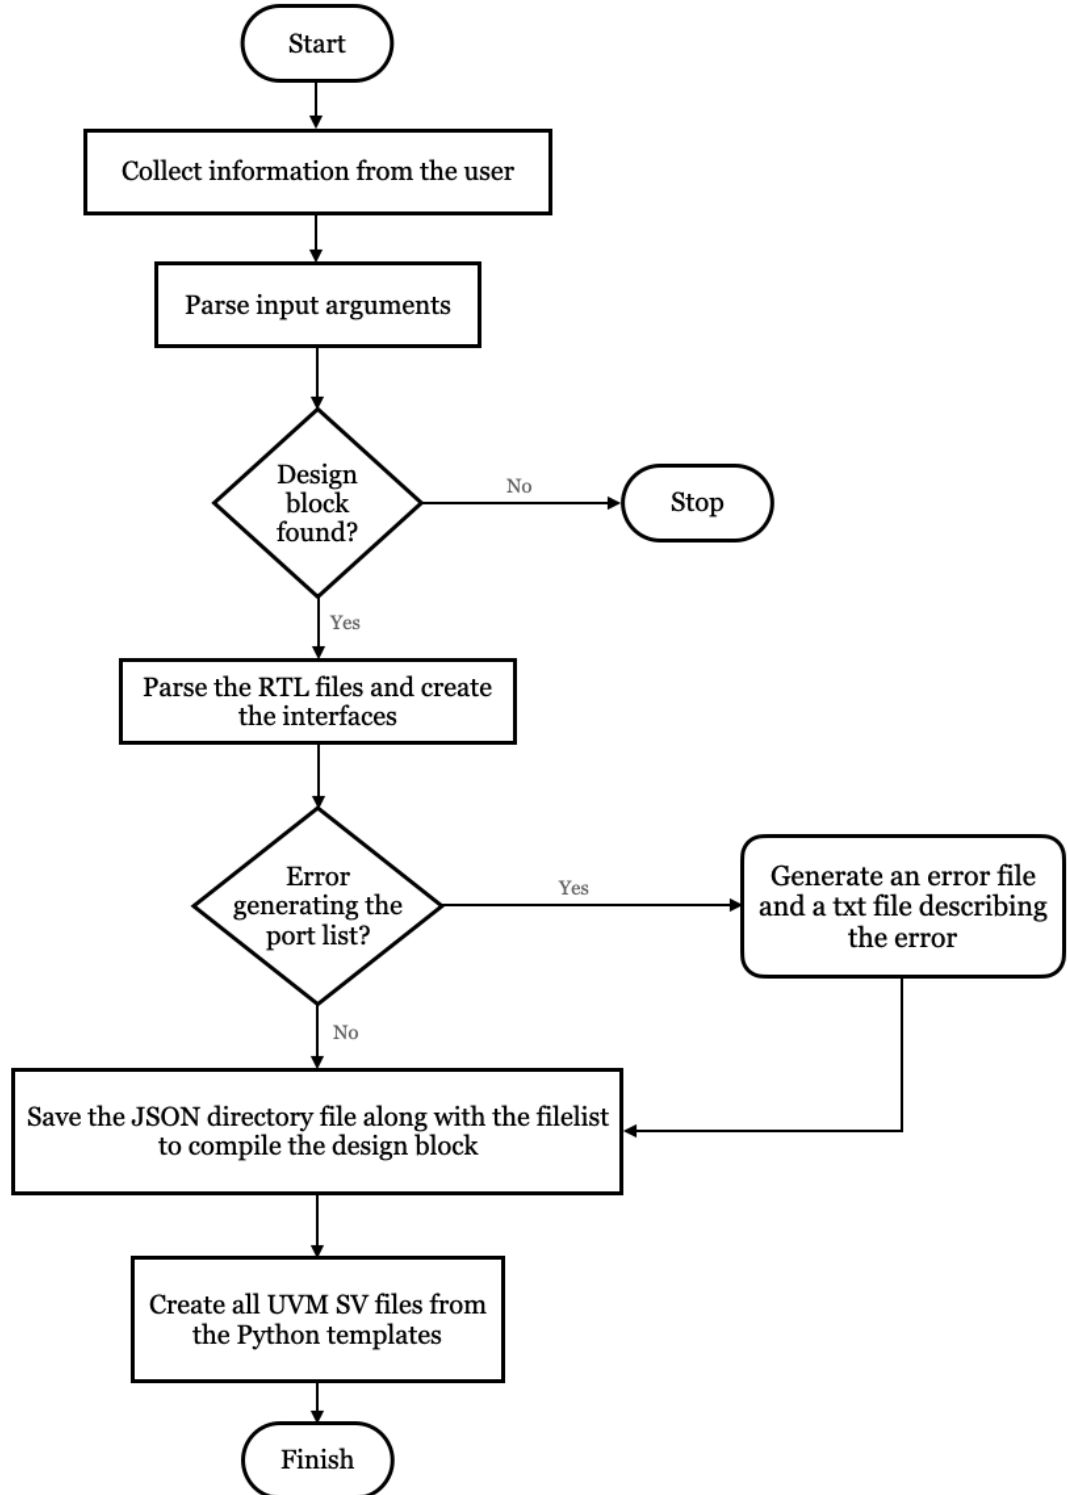 Start
Collect information from the user
Parse input arguments
Design
block
found?
No
Stop
Yes
Parse the RTL files and create
the interfaces
Error
generating the
port list?
Yes
Generate an error file
and a txt file describing
the error
No
Save the JSON directory file along with the filelist
to compile the design block
Create all UVM SV files from
the Python templates
Finish